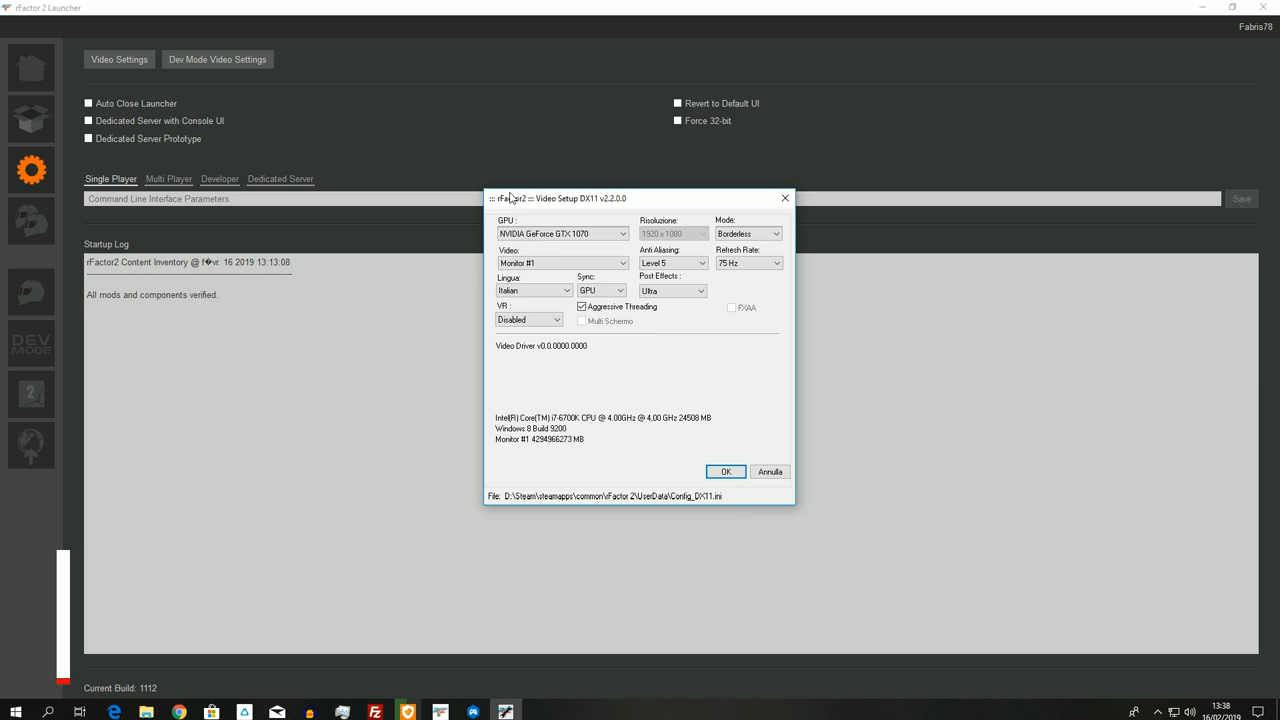 rFactor 2 Launcher
Fabris78
Video Settings
Dev Mode Video Settings
Auto Close Launcher
Revert to Default UI
Dedicated Server with Console UI
Force 32-bit
Dedicated Server Prototype
Single Player Multi Player Developer Dedicated Server
Command Line Interface Parameters
Save
Startup Log
rFactor2 Content Inventory @ f�vr. 16 2019 13:13:08
All mods and components verified.
::: rFactor2 ::: Video Setup DX11 v2.2.0.0
GPU : Risoluzione: Mode:
NVIDIA GeForce GTX 1070 1920 x 1080 Borderless
Video: Anti Aliasing: Refresh Rate:
Monitor #1 Level 5 75 Hz
Lingua: Sync: Post Effects :
Italian GPU Ultra
VR : Aggressive Threading FXAA
Disabled Multi Schermo
Video Driver v0.0.0000.0000
Intel(R) Core(TM) i7-6700K CPU @ 4.00GHz @ 4,00 GHz 24508 MB
Windows 8 Build 9200
Monitor #1 4294966273 MB
OK Annulla
File: D:\Steam\steamapps\common\rFactor 2\UserData\Config_DX11.ini
DEV
MODE
2
Current Build: 1112
13:38
16/02/2019